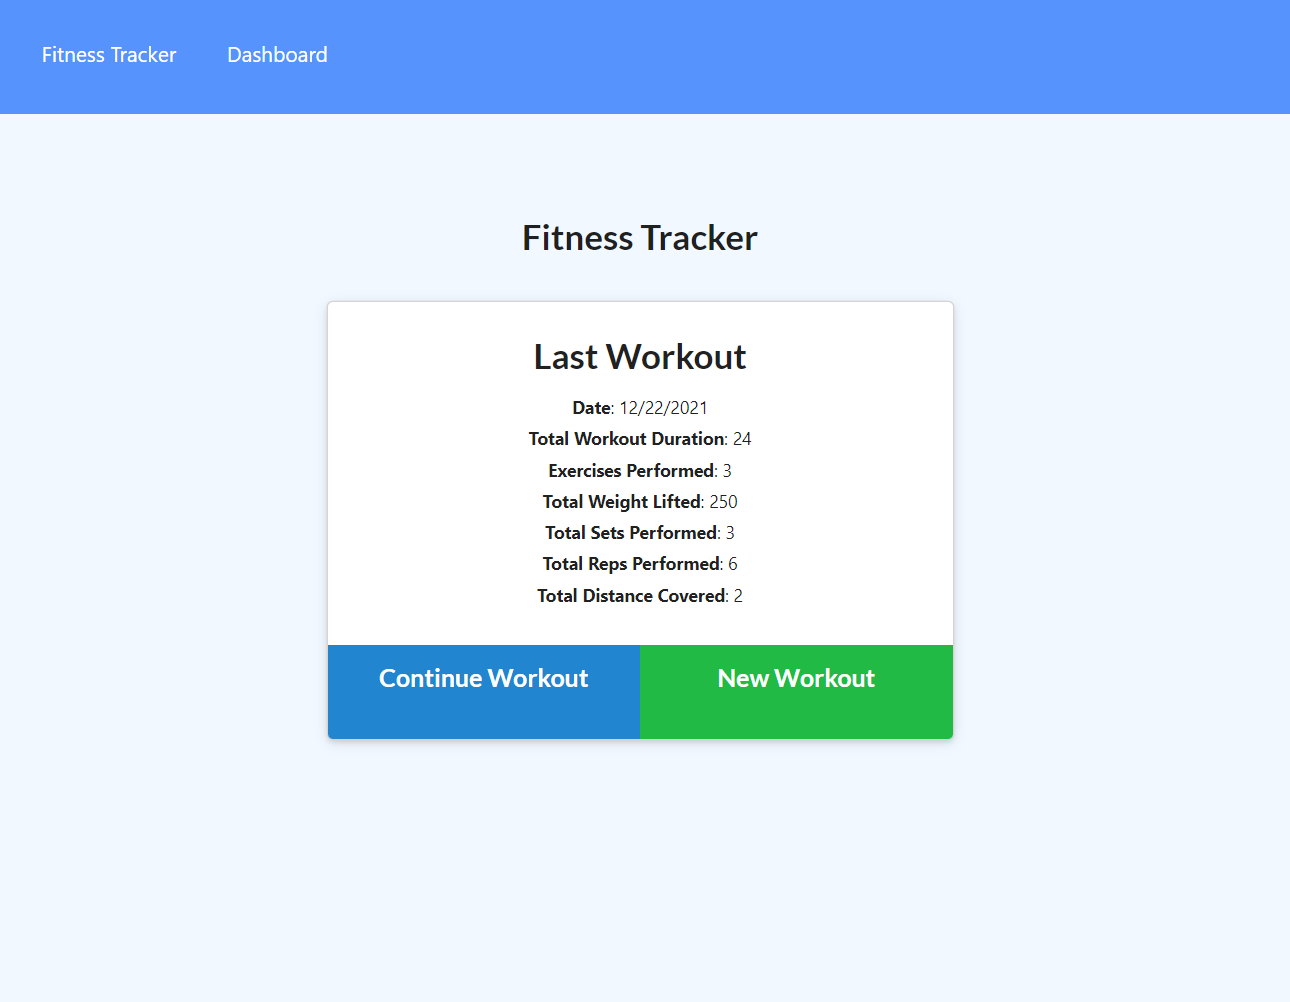 Fitness Tracker Dashboard
Fitness Tracker
Last Workout
Date: 12/22/2021
Total Workout Duration: 24
Exercises Performed: 3
Total Weight Lifted: 250
Total Sets Performed: 3
Total Reps Performed: 6
Total Distance Covered: 2
Continue Workout New Workout